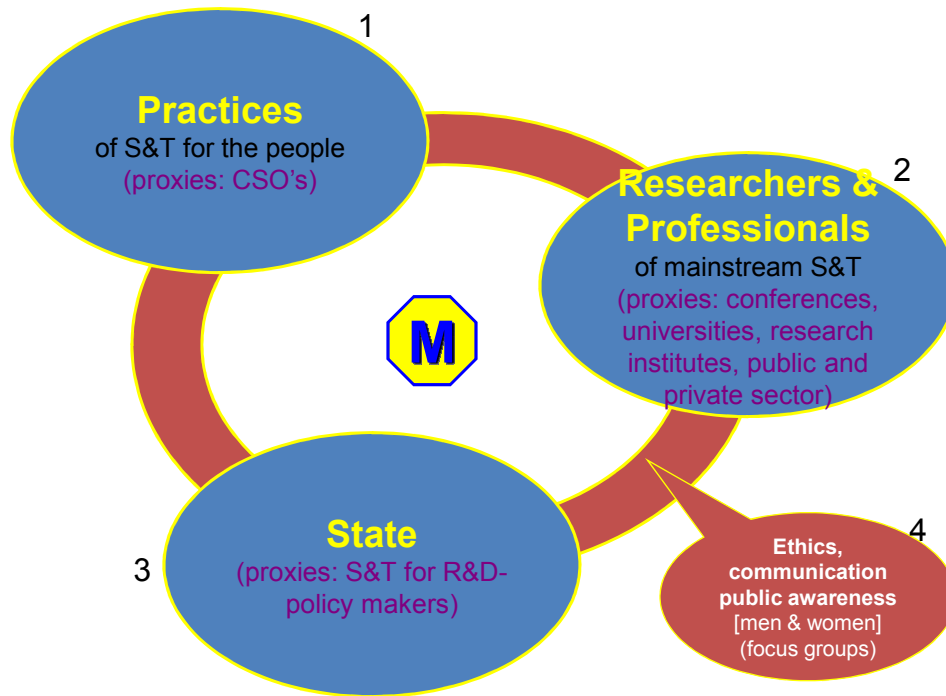 1
Practices
of S&T for the people
(proxies: CSO's)
2
Researchers &
Professionals
of mainstream S&T
(proxies: conferences,
universities, research
institutes, public and
private sector)
M
3
State
(proxies: S&T for R&D-
policy makers)
4
Ethics,
communication
public awareness
[men & women]
(focus groups)